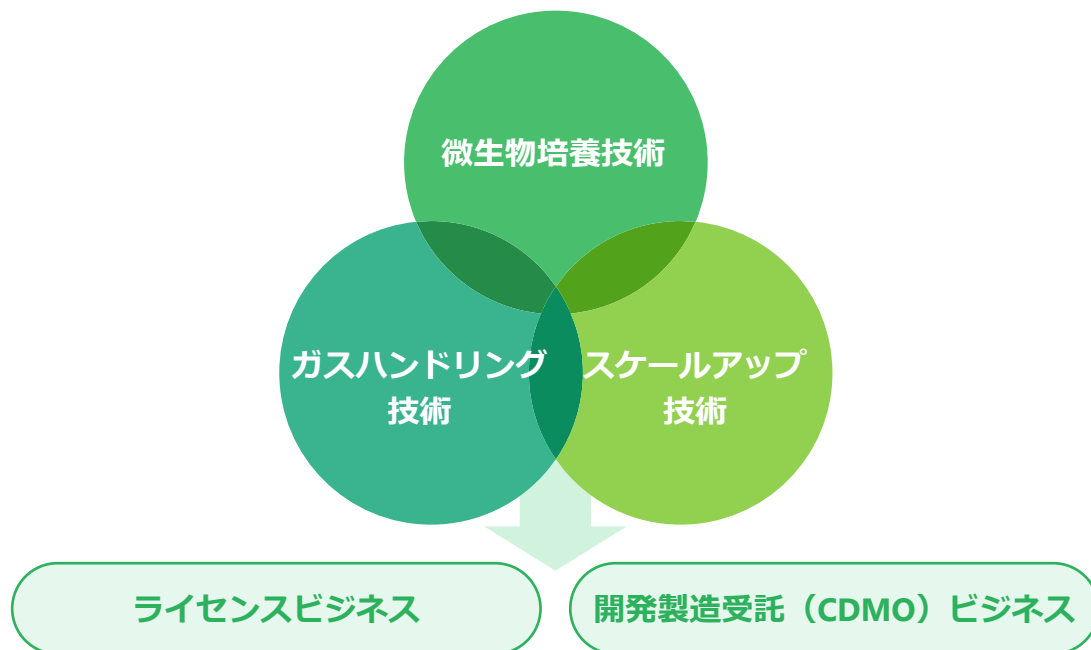 微生物培養技術
ガスハンドリング
技術
スケールアップ
技術
ライセンスビジネス
開発製造受託（CDMO）ビジネス